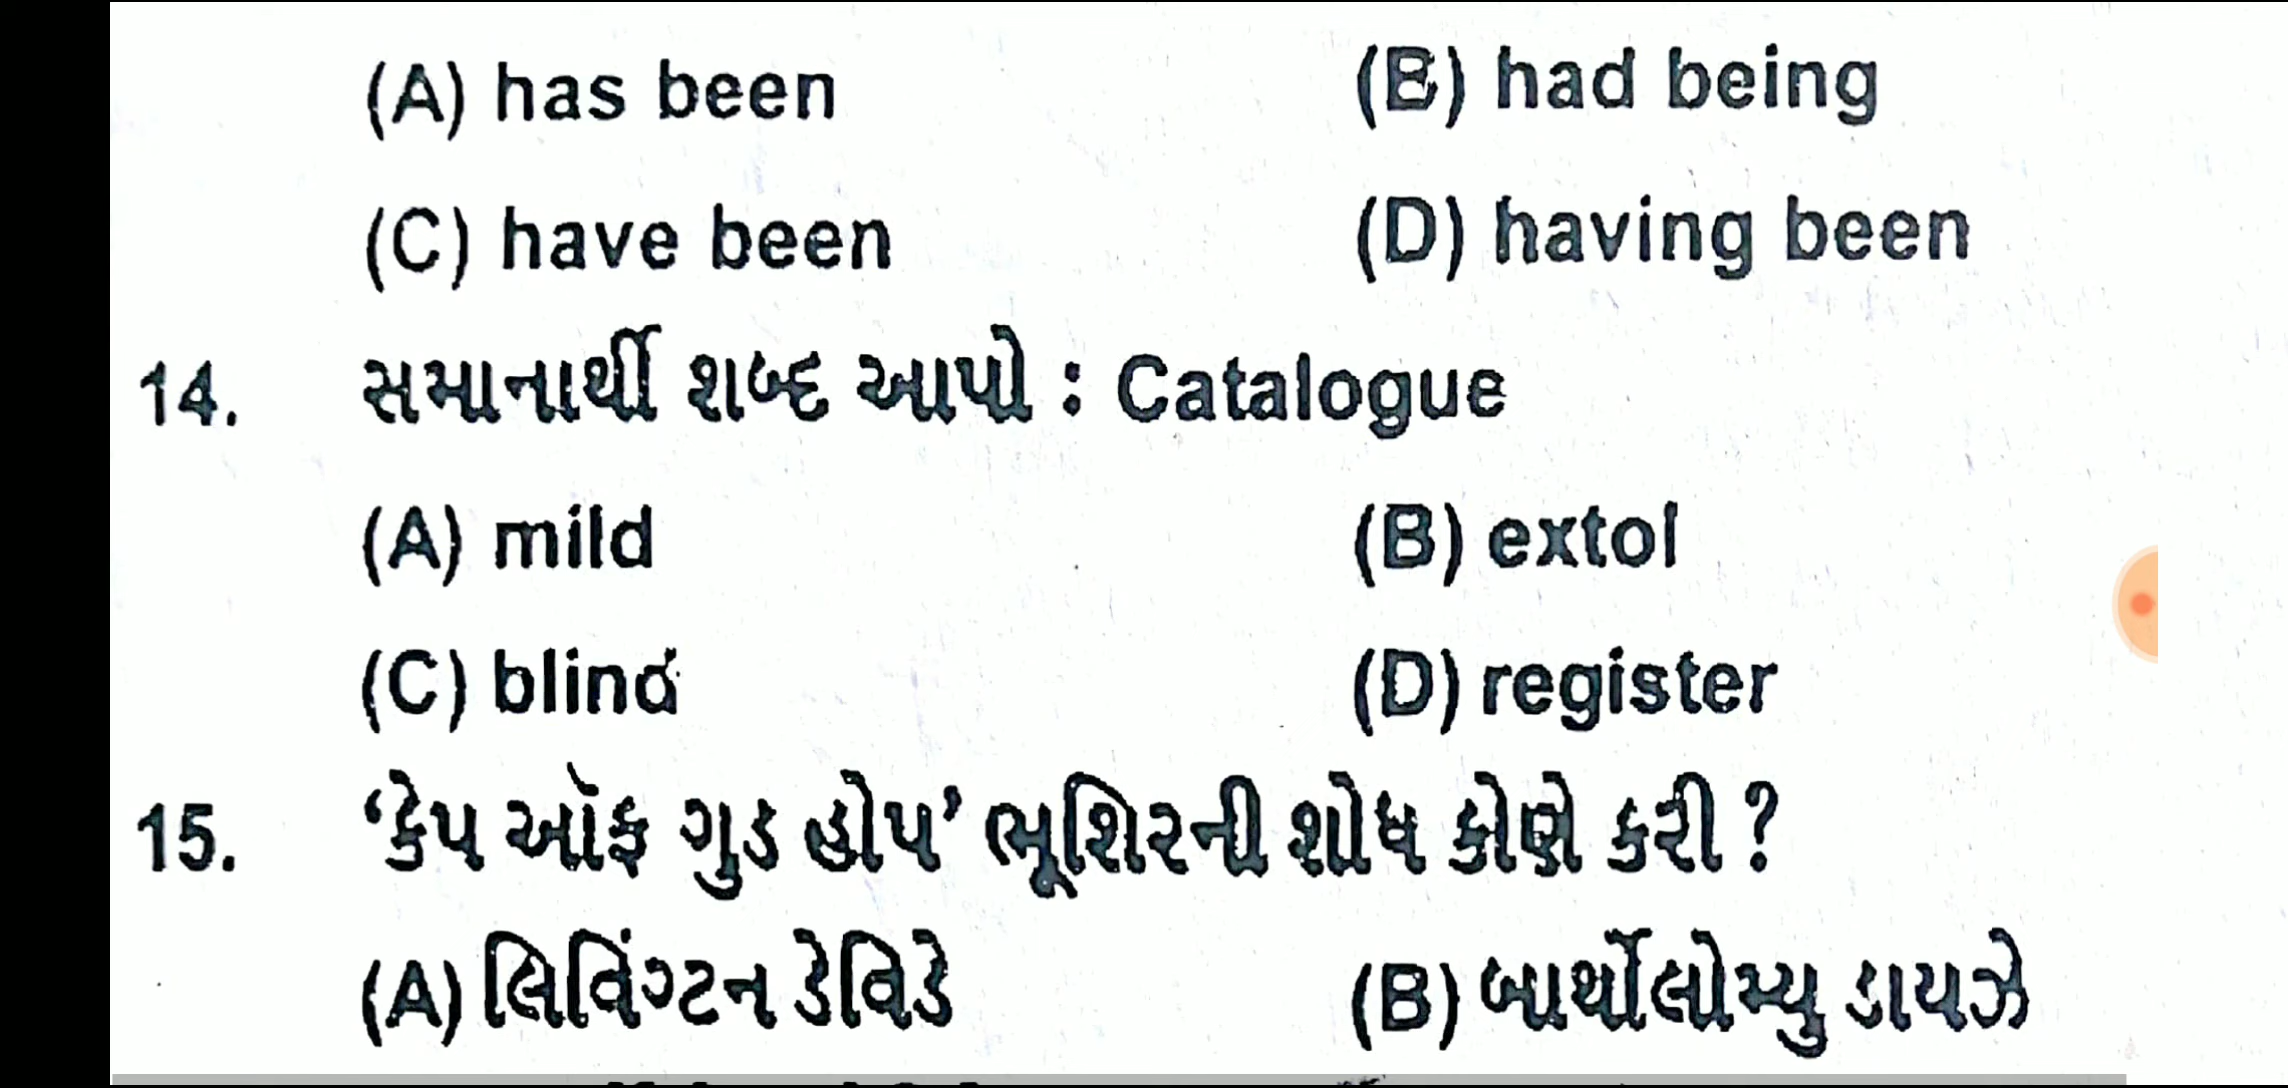 (A) has been (B) had being
(C) have been (D) having been
14. સમાનાર્થી શબ્દ આપો : Catalogue
(A) mild (B) extol
(C) blind (D) register
15. ‘કેપ ઑફ ગુડ હોપ’ ભૂશિરની શોધ કોણે કરી ?
(A) લિવિંગ્ટન ડેવિડે (B) બાર્થોલોમ્યુ ડાયઝે